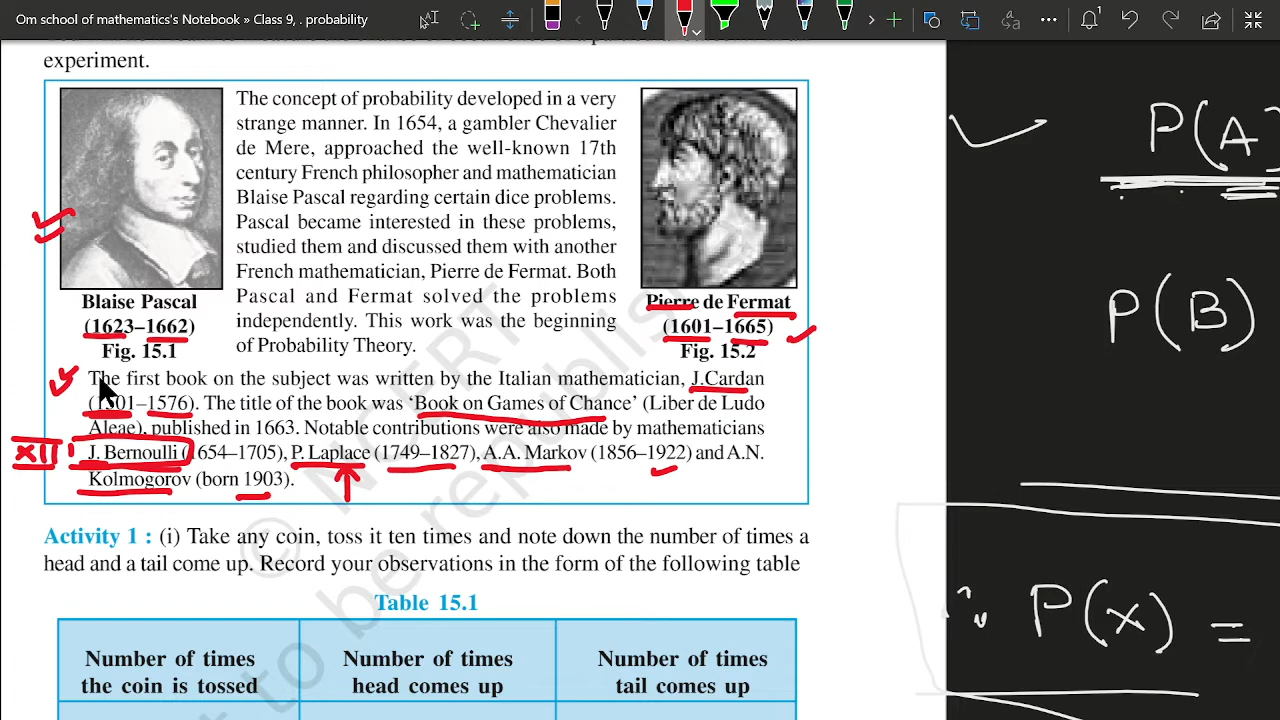 Om school of mathematics's Notebook » Class 9, . probability
experiment.
The concept of probability developed in a very
strange manner. In 1654, a gambler Chevalier
de Mere, approached the well-known 17th
century French philosopher and mathematician
Blaise Pascal regarding certain dice problems.
Pascal became interested in these problems,
studied them and discussed them with another
French mathematician, Pierre de Fermat. Both
Pascal and Fermat solved the problems
independently. This work was the beginning
of Probability Theory.
Blaise Pascal
(1623–1662)
Fig. 15.1
Pierre de Fermat
(1601–1665)
Fig. 15.2
The first book on the subject was written by the Italian mathematician, J.Cardan
(1501–1576). The title of the book was ‘Book on Games of Chance’ (Liber de Ludo
Aleae), published in 1663. Notable contributions were also made by mathematicians
XII J. Bernoulli (1654–1705), P. Laplace (1749–1827), A.A. Markov (1856–1922) and A.N.
Kolmogorov (born 1903).
Activity 1 : (i) Take any coin, toss it ten times and note down the number of times a
head and a tail come up. Record your observations in the form of the following table
Table 15.1
Number of times
the coin is tossed
Number of times
head comes up
Number of times
tail comes up
© NCERT
not to be republish
P(A)
P(B)
P(x) =